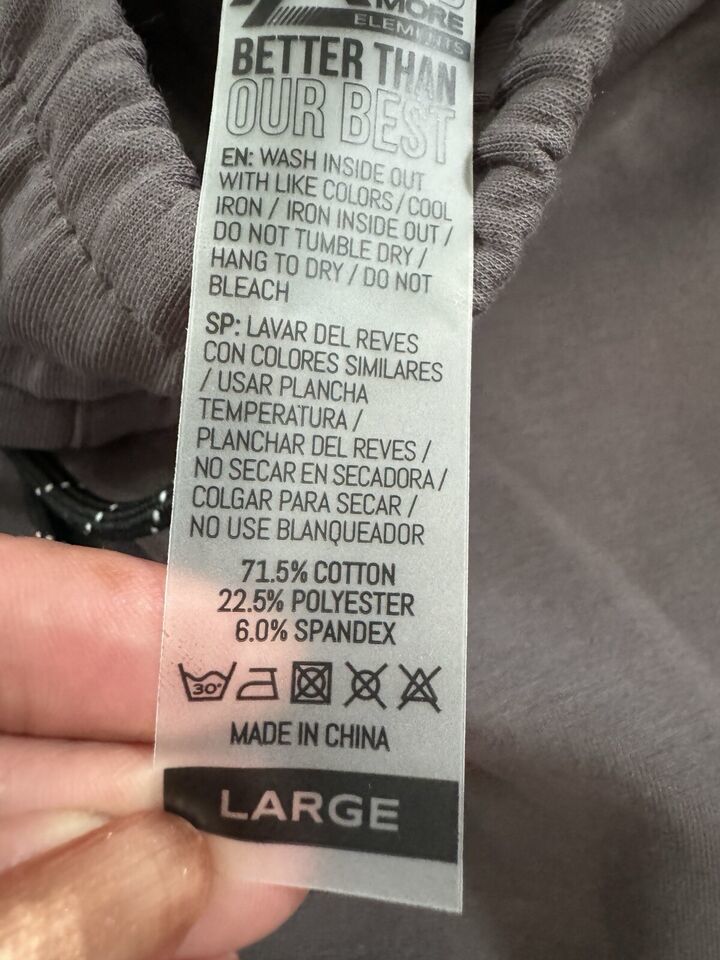 MORE
ELEMENTS
BETTER THAN
OUR BEST
EN: WASH INSIDE OUT
WITH LIKE COLORS / COOL
IRON / IRON INSIDE OUT /
DO NOT TUMBLE DRY /
HANG TO DRY / DO NOT
BLEACH
SP: LAVAR DEL REVES
CON COLORES SIMILARES
/ USAR PLANCHA
TEMPERATURA /
PLANCHAR DEL REVES /
NO SECAR EN SECADORA /
COLGAR PARA SECAR /
NO USE BLANQUEADOR
71.5% COTTON
22.5% POLYESTER
6.0% SPANDEX
30°
MADE IN CHINA
LARGE